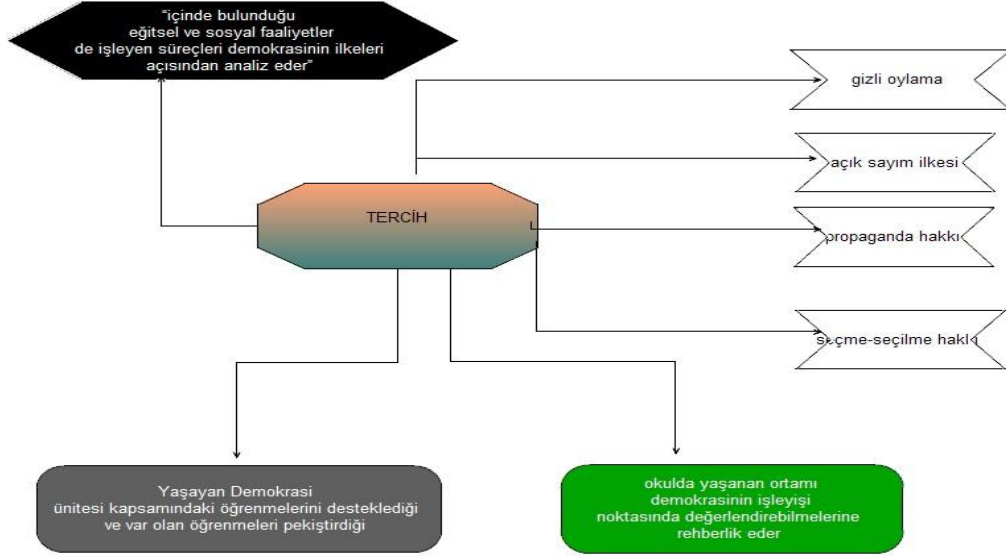 “içinde bulunduğu
eğitsel ve sosyal faaliyetler
de işleyen süreçleri demokrasinin ilkeleri
açısından analiz eder”
gizli oylama
açık sayım ilkesi
TERCİH
propaganda hakkı
seçme-seçilme hakkı
Yaşayan Demokrasi
ünitesi kapsamındaki öğrenmelerini desteklediği
ve var olan öğrenmeleri pekiştirdiği
okulda yaşanan ortamı
demokrasinin işleyişi
noktasında değerlendirebilmelerine
rehberlik eder